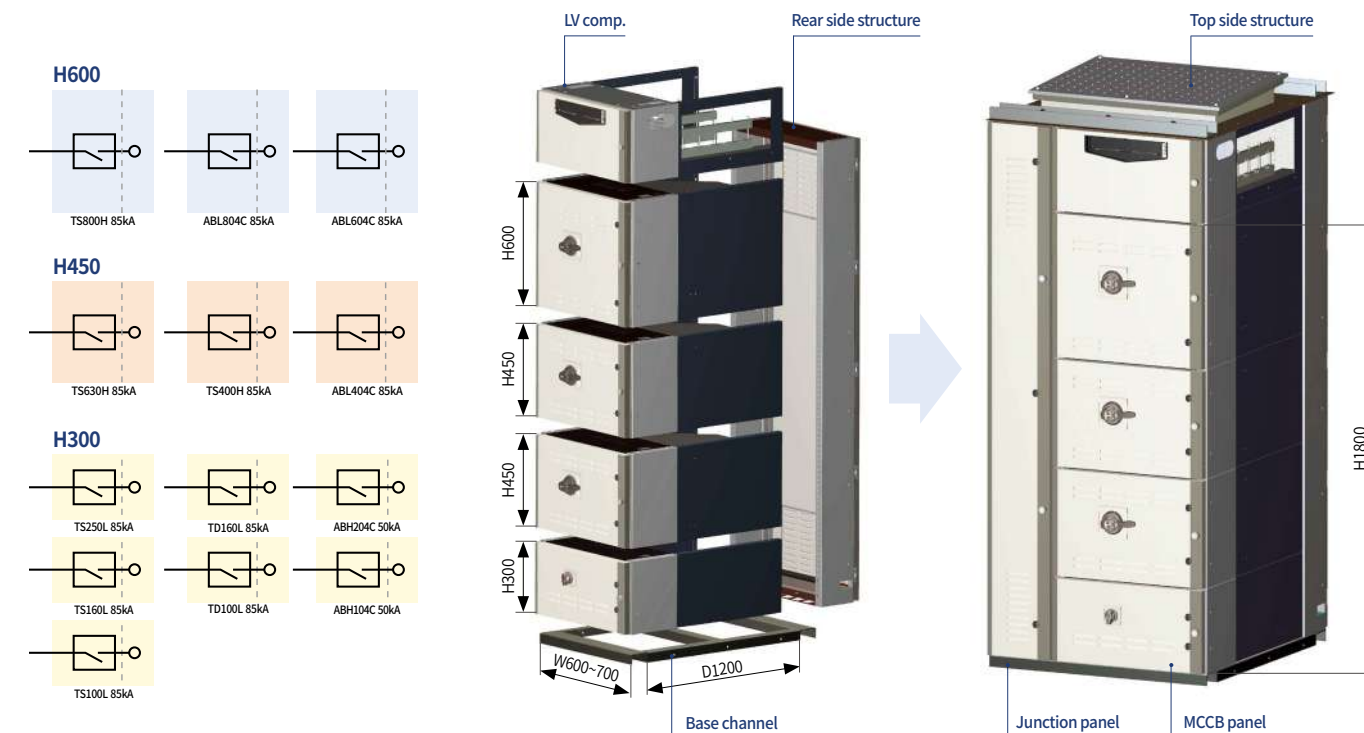 H600
TS800H 85kA
ABL804C 85kA
ABL604C 85kA
H450
TS630H 85kA
TS400H 85kA
ABL404C 85kA
H300
TS250L 85kA
TD160L 85kA
ABH204C 50kA
TS160L 85kA
TD100L 85kA
ABH104C 50kA
TS100L 85kA
LV comp.
Rear side structure
H600
H450
H450
H300
W600~700
D1200
Base channel
Top side structure
H1800
Junction panel
MCCB panel